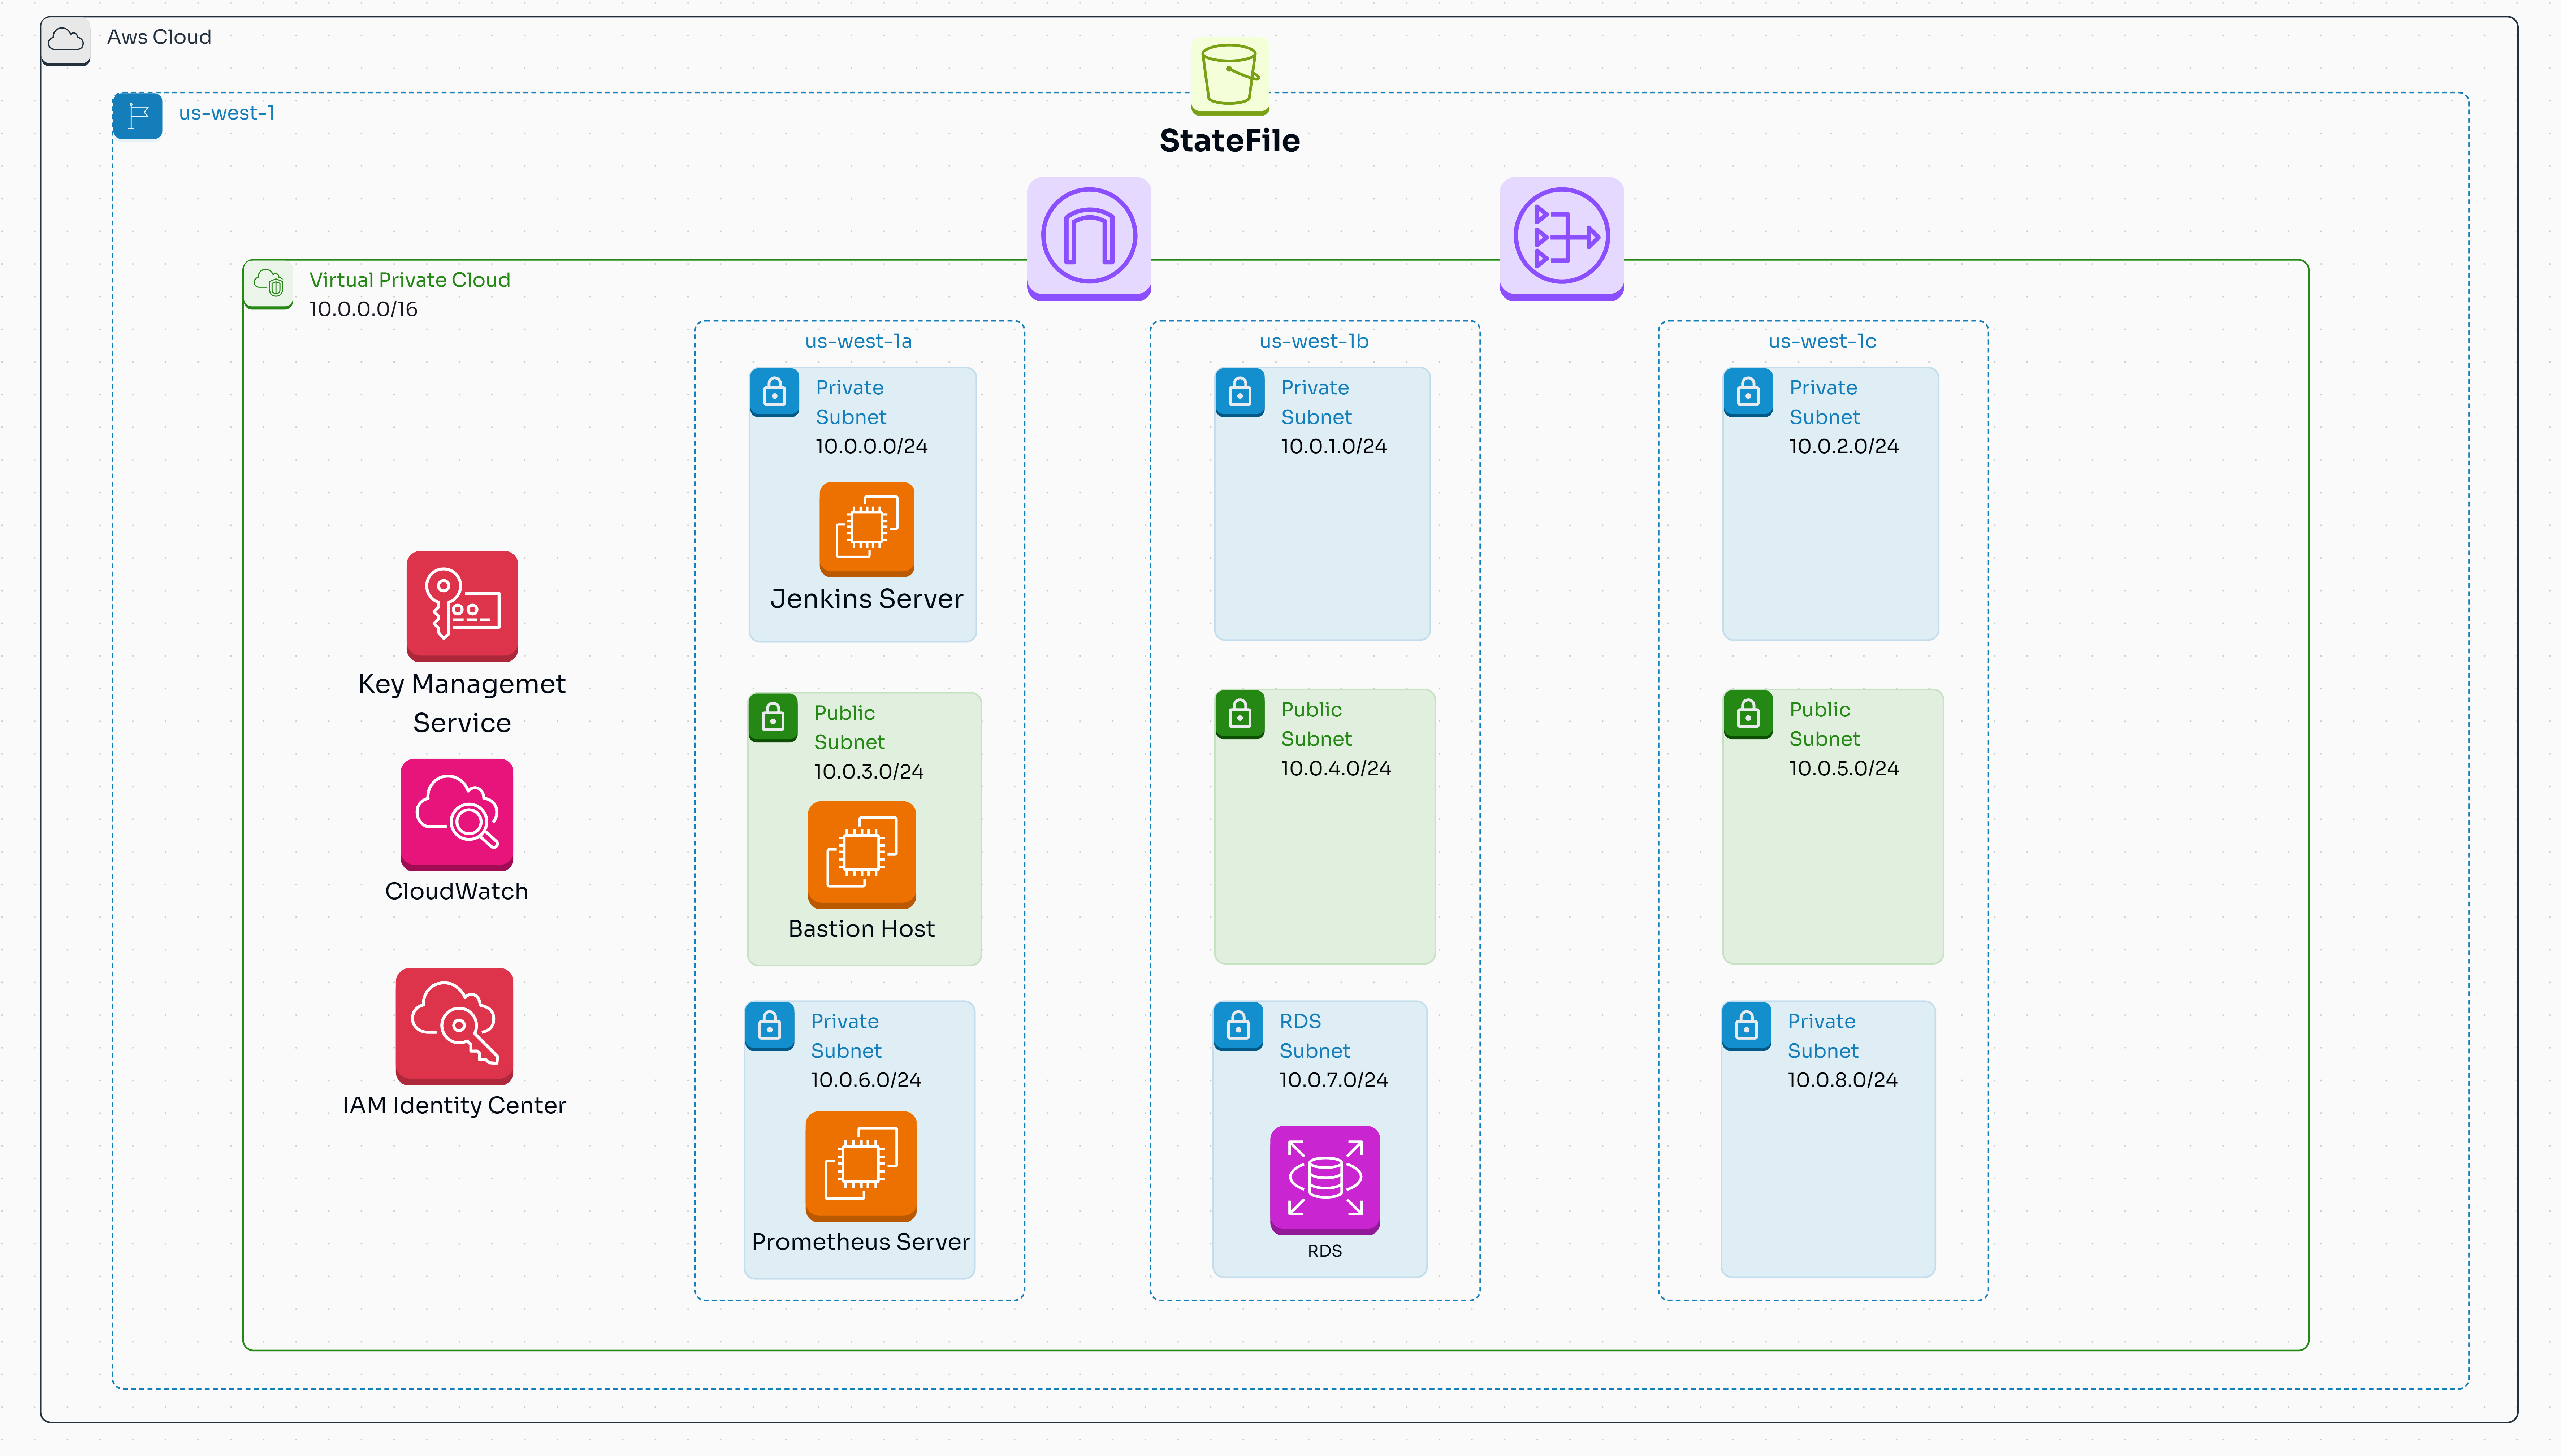 Aws Cloud
StateFile
us-west-1
Virtual Private Cloud
10.0.0.0/16
us-west-1a
us-west-1b
us-west-1c
Private
Subnet
10.0.0.0/24
Jenkins Server
Private
Subnet
10.0.1.0/24
Private
Subnet
10.0.2.0/24
Key Managemet
Service
CloudWatch
IAM Identity Center
Public
Subnet
10.0.3.0/24
Bastion Host
Public
Subnet
10.0.4.0/24
Public
Subnet
10.0.5.0/24
Private
Subnet
10.0.6.0/24
Prometheus Server
RDS
Subnet
10.0.7.0/24
RDS
Private
Subnet
10.0.8.0/24